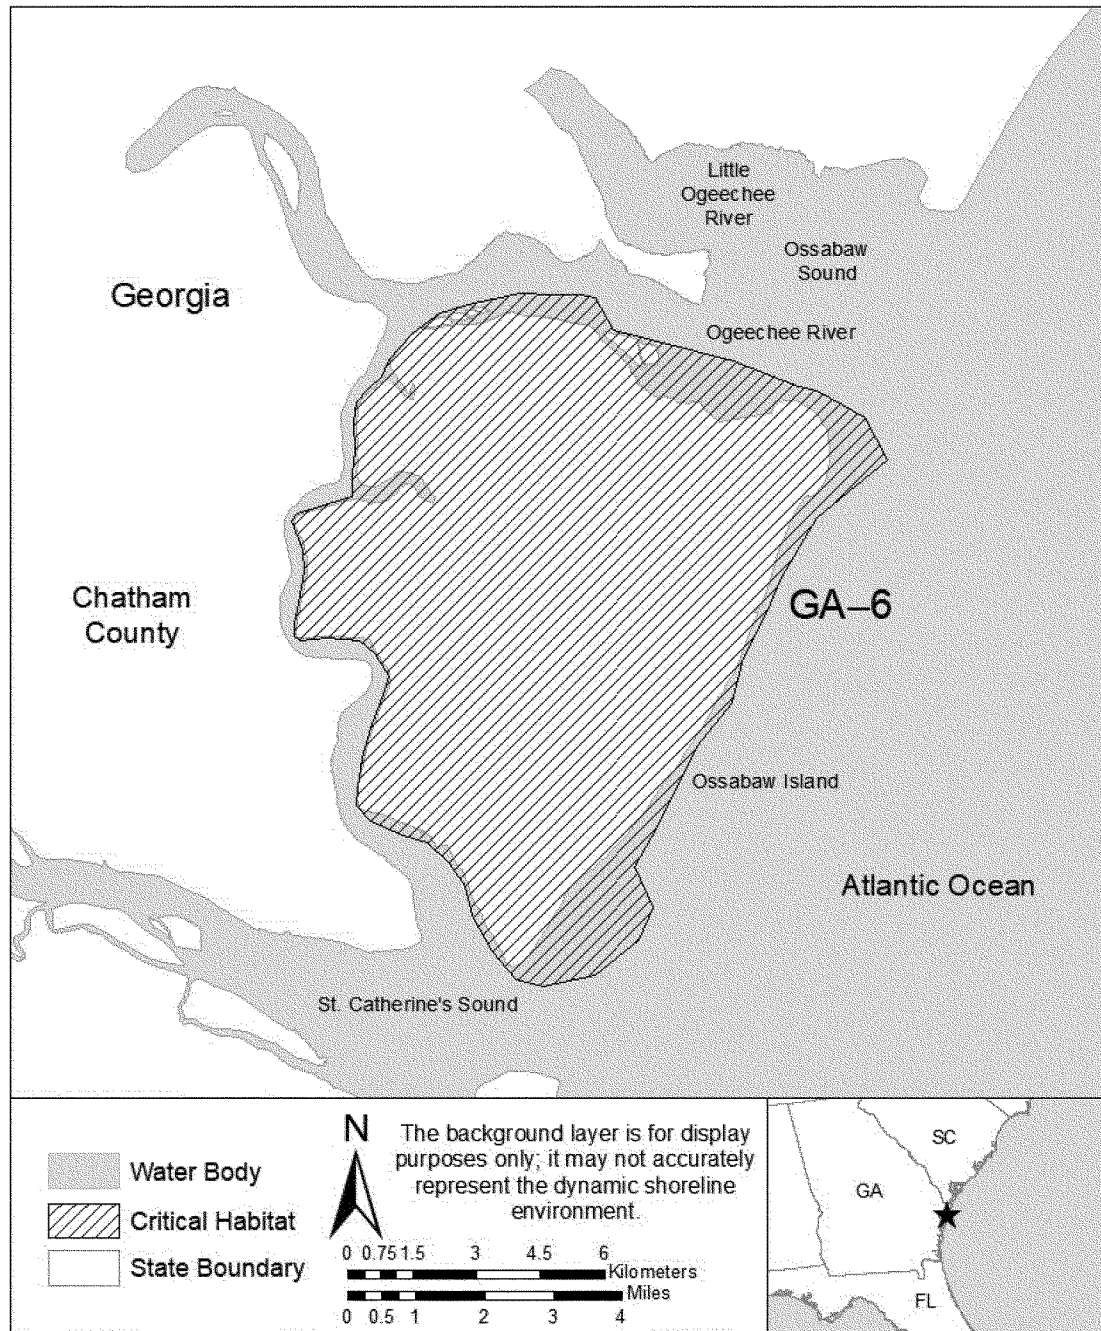 Little
Ogeechee
River
Ossabaw
Sound
Georgia
Ogeechee River
Chatham
County
GA–6
Ossabaw Island
Atlantic Ocean
St. Catherine's Sound
Water Body
Critical Habitat
State Boundary
N
The background layer is for display
purposes only; it may not accurately
represent the dynamic shoreline
environment.
0 0.75 1.5 3 4.5 6
Kilometers
Miles
0 0.5 1 2 3 4
SC
GA
FL